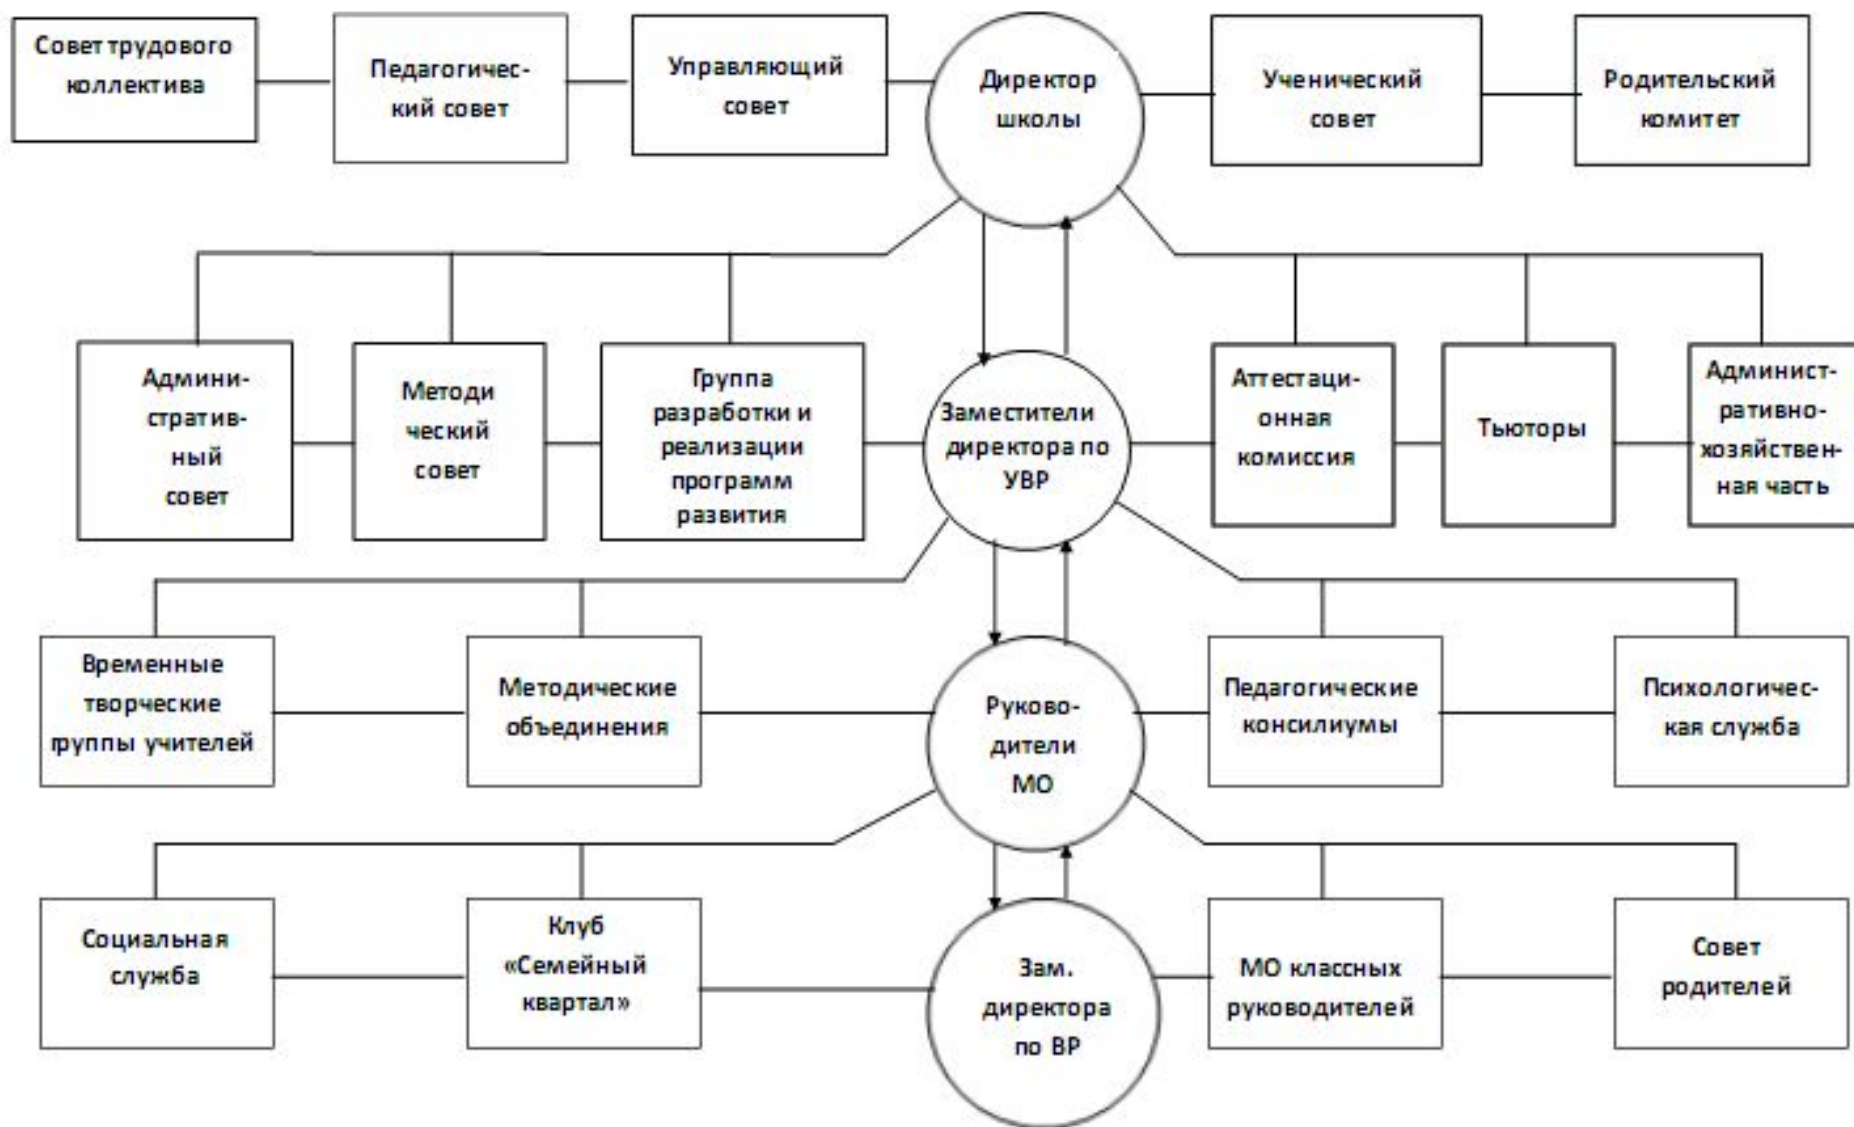 Совет трудового
коллектива
Педагогичес-
кий совет
Управляющий
совет
Директор
школы
Ученический
совет
Родительский
комитет
Админи-
стратив-
ный
совет
Методи
ческий
совет
Группа
разработки и
реализации
программ
развития
Заместители
директора по
УВР
Аттестаци-
онная
комиссия
Тьюторы
Админист-
ративно-
хозяйствен-
ная часть
Временные
творческие
группы учителей
Методические
объединения
Руково-
дители
МО
Педагогические
консилиумы
Психологичес-
кая служба
Социальная
служба
Клуб
«Семейный
квартал»
Зам.
директора
по ВР
МО классных
руководителей
Совет
родителей